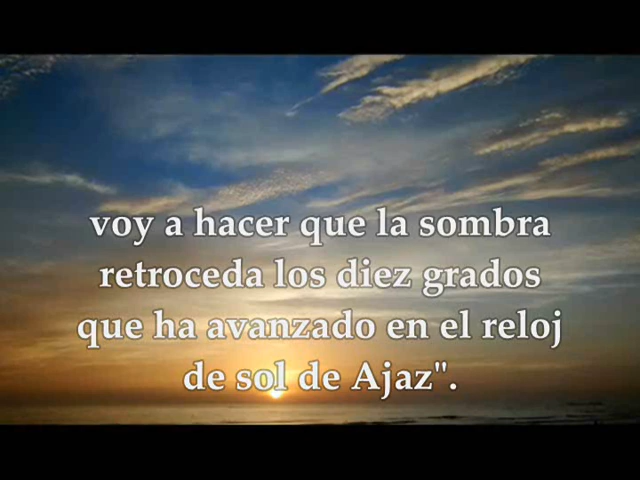 voy a hacer que la sombra
retroceda los diez grados
que ha avanzado en el reloj
de sol de Ajaz".